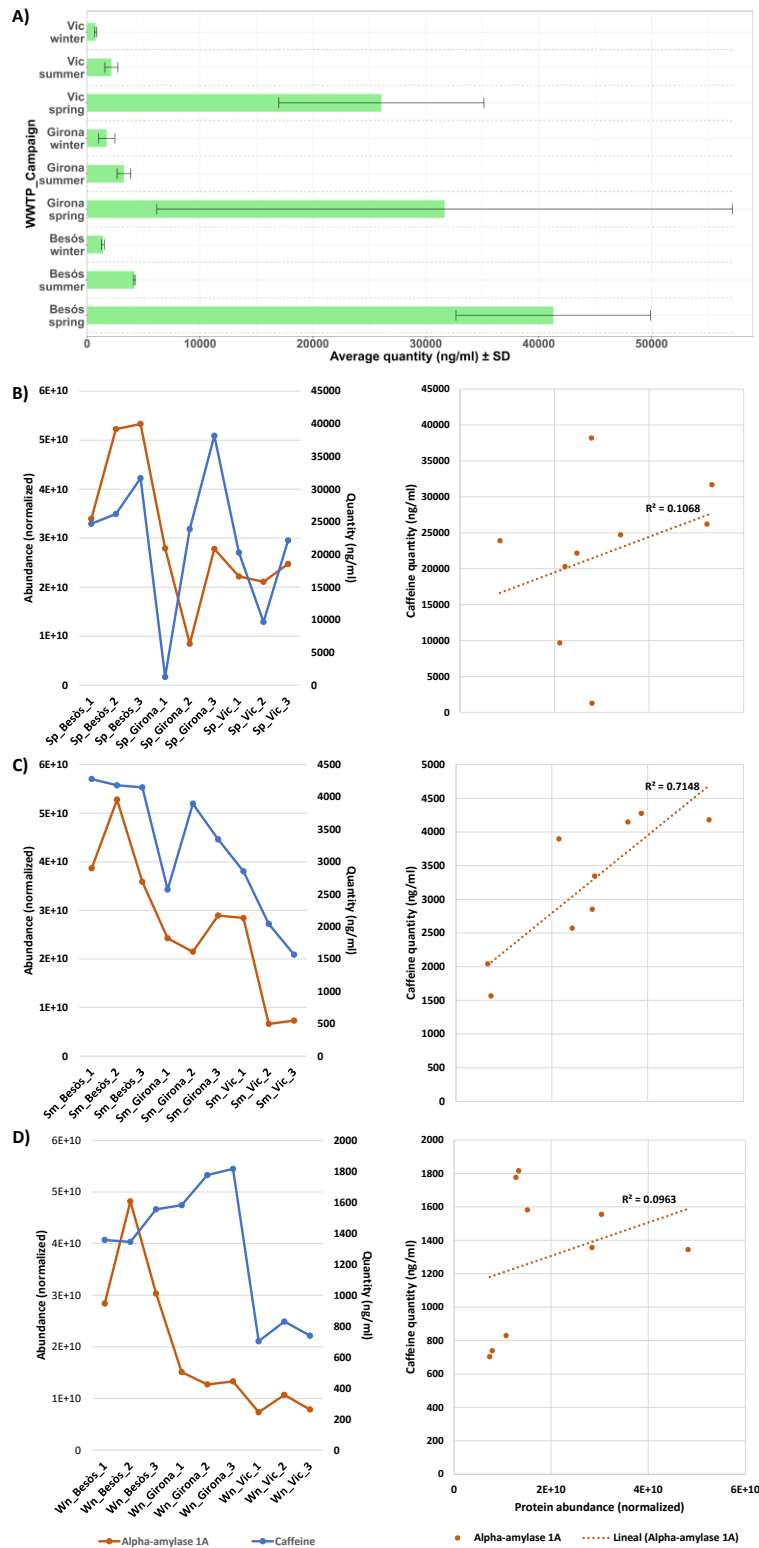 A)
WWTP_Campaign
Vic
winter
Vic
summer
Vic
spring
Girona
winter
Girona
summer
Girona
spring
Besós
winter
Besós
summer
Besós
spring
0 10000 20000 30000 40000 50000
Average quantity (ng/ml) ± SD
B)
Abundance (normalized)
6E+10
5E+10
4E+10
3E+10
2E+10
1E+10
0
45000
40000
35000
30000
25000
20000
15000
10000
5000
0
Quantity (ng/ml)
Sp_Besòs_1
Sp_Besòs_2
Sp_Besòs_3
Sp_Girona_1
Sp_Girona_2
Sp_Girona_3
Sp_Vic_1
Sp_Vic_2
Sp_Vic_3
Caffeine quantity (ng/ml)
45000
40000
35000
30000
25000
20000
15000
10000
5000
0
R² = 0.1068
C)
Abundance (normalized)
6E+10
5E+10
4E+10
3E+10
2E+10
1E+10
0
4500
4000
3500
3000
2500
2000
1500
1000
500
0
Quantity (ng/ml)
Sm_Besòs_1
Sm_Besòs_2
Sm_Besòs_3
Sm_Girona_1
Sm_Girona_2
Sm_Girona_3
Sm_Vic_1
Sm_Vic_2
Sm_Vic_3
Caffeine quantity (ng/ml)
5000
4500
4000
3500
3000
2500
2000
1500
1000
500
0
R² = 0.7148
D)
Abundance (normalized)
6E+10
5E+10
4E+10
3E+10
2E+10
1E+10
0
2000
1800
1600
1400
1200
1000
800
600
400
200
0
Quantity (ng/ml)
Wn_Besòs_1
Wn_Besòs_2
Wn_Besòs_3
Wn_Girona_1
Wn_Girona_2
Wn_Girona_3
Wn_Vic_1
Wn_Vic_2
Wn_Vic_3
Alpha-amylase 1A Caffeine
Caffeine quantity (ng/ml)
2000
1800
1600
1400
1200
1000
800
600
400
200
0
R² = 0.0963
0 2E+10 4E+10 6E+10
Protein abundance (normalized)
Alpha-amylase 1A Lineal (Alpha-amylase 1A)